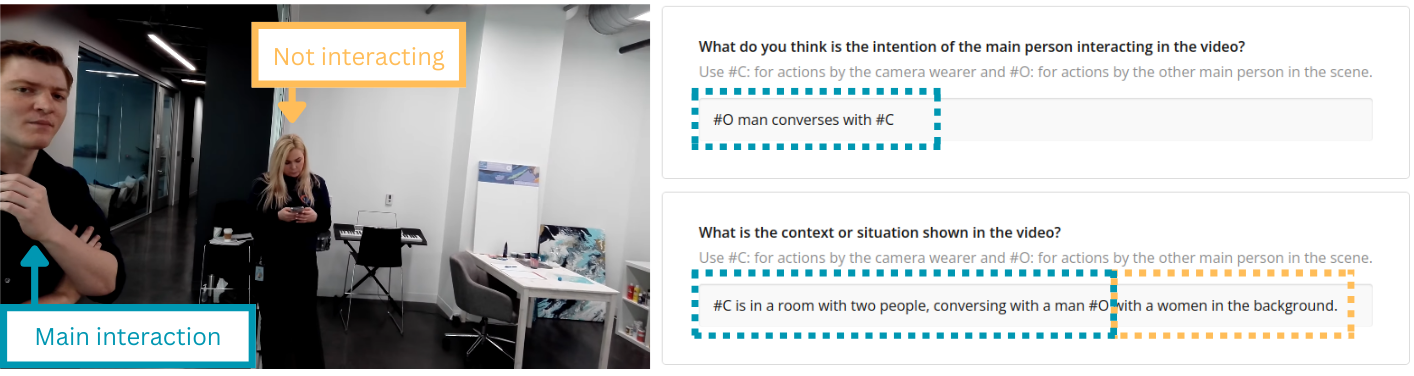 Not interacting
Main interaction
What do you think is the intention of the main person interacting in the video?
Use #C: for actions by the camera wearer and #O: for actions by the other main person in the scene.
#O man converses with #C
What is the context or situation shown in the video?
Use #C: for actions by the camera wearer and #O: for actions by the other main person in the scene.
#C is in a room with two people, conversing with a man #O with a women in the background.